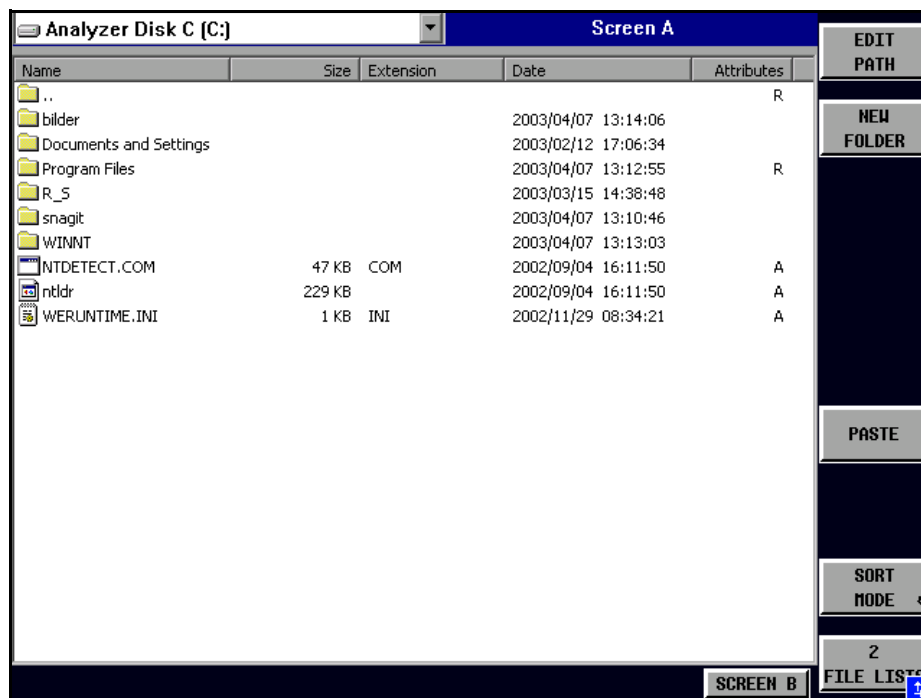 Analyzer Disk C (C:) Screen A
Name Size Extension Date Attributes
.. R
bilder 2003/04/07 13:14:06
Documents and Settings 2003/02/12 17:06:34
Program Files 2003/04/07 13:12:55 R
R_S 2003/03/15 14:38:48
snagit 2003/04/07 13:10:46
WINNT 2003/04/07 13:13:03
NTDETECT.COM 47 KB COM 2002/09/04 16:11:50 A
ntldr 229 KB 2002/09/04 16:11:50 A
WERUNTIME.INI 1 KB INI 2002/11/29 08:34:21 A
SCREEN B
EDIT
PATH
NEW
FOLDER
PASTE
SORT
MODE
2
FILE LISTS